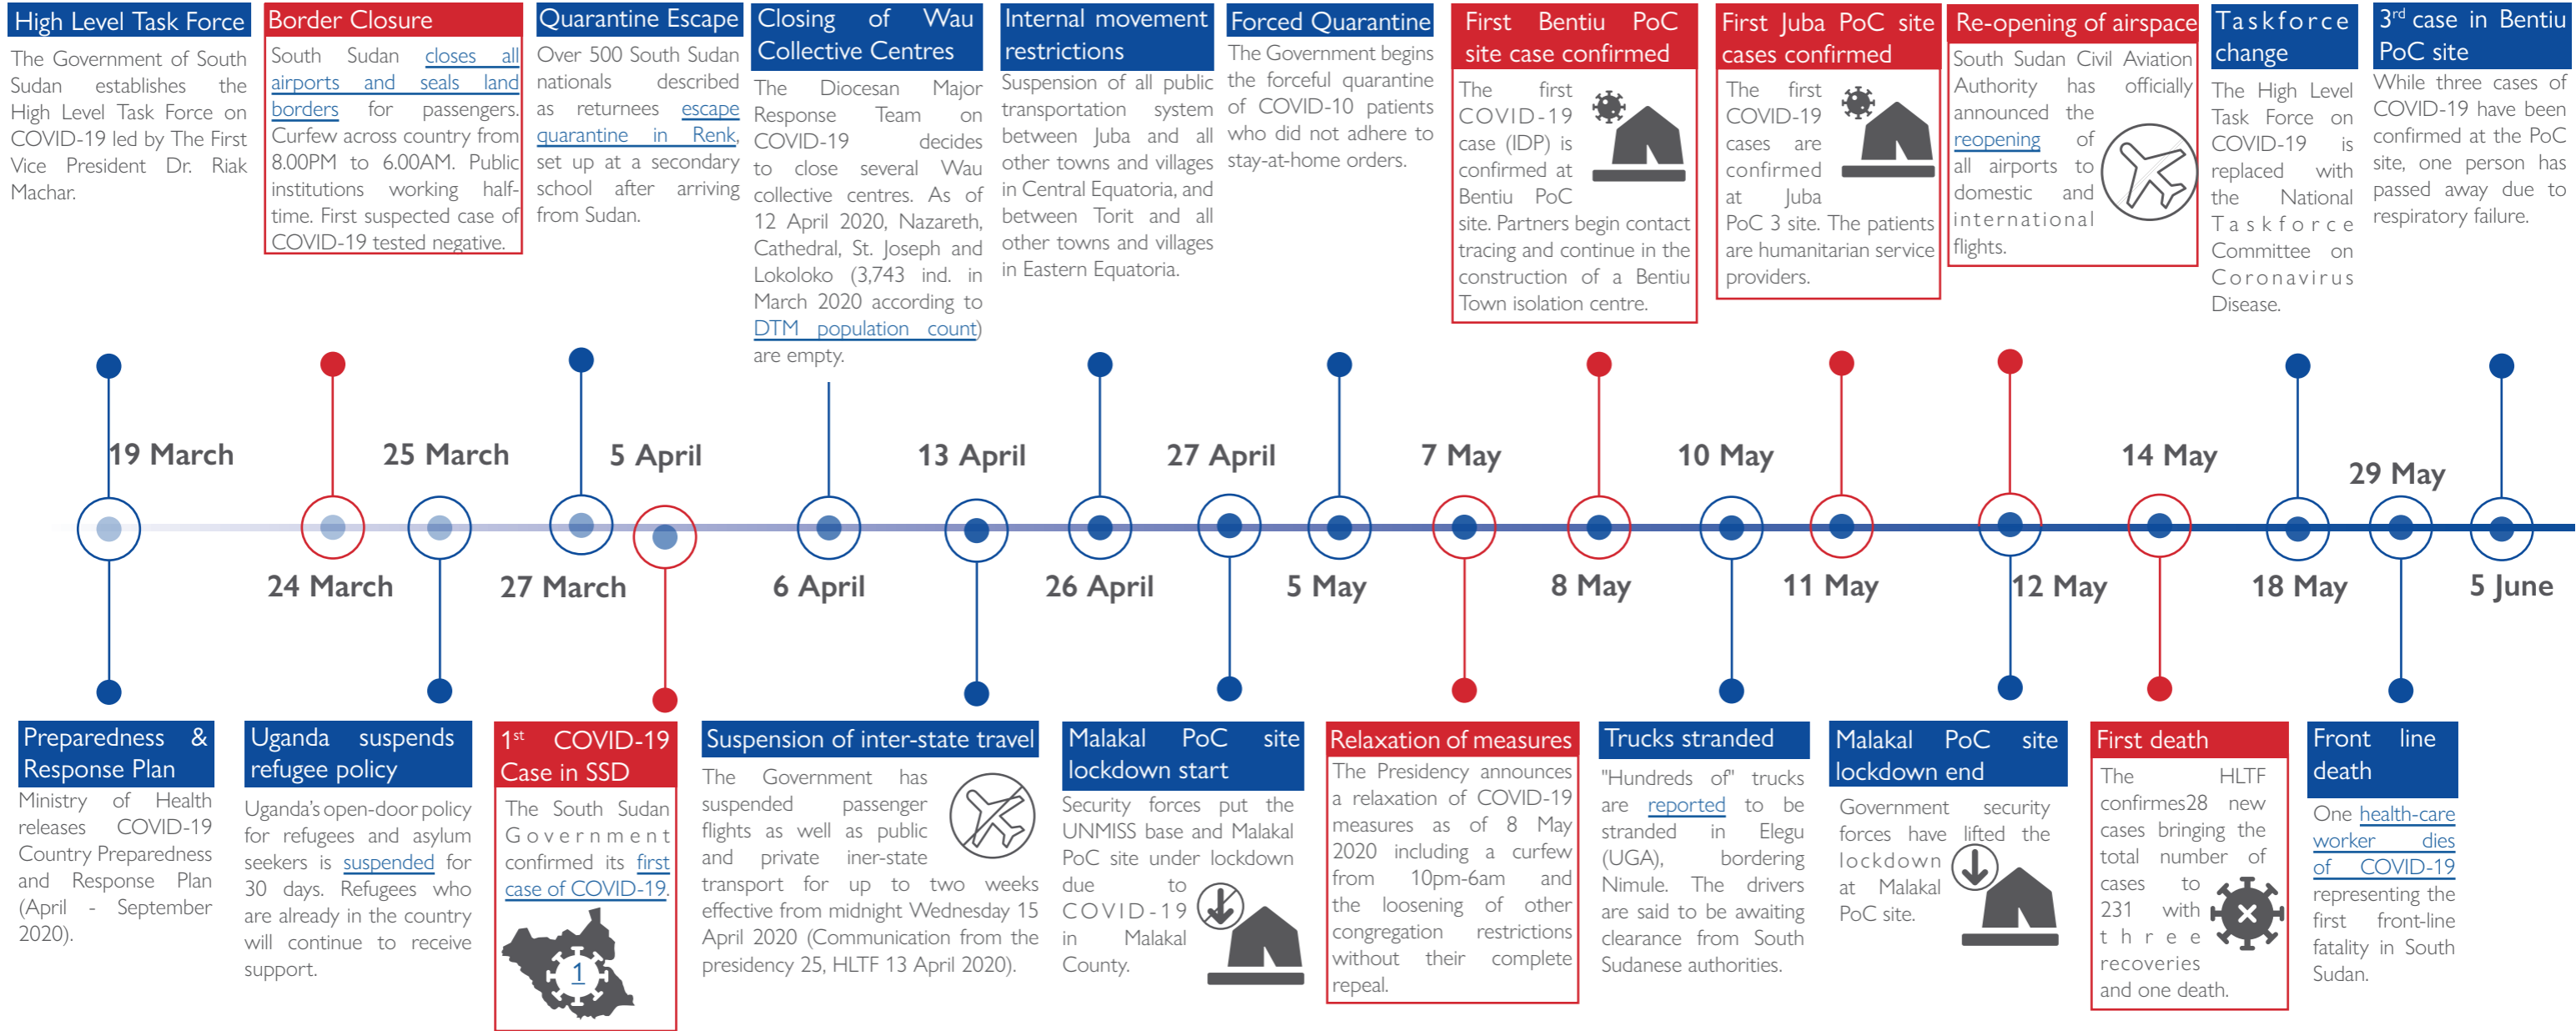 High Level Task Force
The Government of South
Sudan establishes the
High Level Task Force on
COVID-19 led by The First
Vice President Dr. Riak
Machar.
Border Closure
South Sudan closes all
airports and seals land
borders for passengers.
Curfew across country from
8.00PM to 6.00AM. Public
institutions working half-
time. First suspected case of
COVID-19 tested negative.
Quarantine Escape
Over 500 South Sudan
nationals described
as returnees escape
quarantine in Renk,
set up at a secondary
school after arriving
from Sudan.
Closing of Wau
Collective Centres
The Diocesan Major
Response Team on
COVID-19 decides
to close several Wau
collective centres. As of
12 April 2020, Nazareth,
Cathedral, St. Joseph and
Lokoloko (3,743 ind. in
March 2020 according to
DTM population count)
are empty.
Internal movement
restrictions
Suspension of all public
transportation system
between Juba and all
other towns and villages
in Central Equatoria, and
between Torit and all
other towns and villages
in Eastern Equatoria.
Forced Quarantine
The Government begins
the forceful quarantine
of COVID-10 patients
who did not adhere to
stay-at-home orders.
First Bentiu PoC
site case confirmed
The first
COVID-19
case (IDP) is
confirmed at
Bentiu PoC
site. Partners begin contact
tracing and continue in the
construction of a Bentiu
Town isolation centre.
First Juba PoC site
cases confirmed
The first
COVID-19
cases are
confirmed
at Juba
PoC 3 site. The patients
are humanitarian service
providers.
Re-opening of airspace
South Sudan Civil Aviation
Authority has officially
announced the
reopening of
all airports to
domestic and
international
flights.
Taskforce
change
The High Level
Task Force on
COVID-19 is
replaced with
the National
Taskforce
Committee on
Coronavirus
Disease.
3rd case in Bentiu
PoC site
While three cases of
COVID-19 have been
confirmed at the PoC
site, one person has
passed away due to
respiratory failure.
19 March
25 March
5 April
13 April
27 April
7 May
10 May
14 May
29 May
24 March
27 March
6 April
26 April
5 May
8 May
11 May
12 May
18 May
5 June
Preparedness &
Response Plan
Ministry of Health
releases COVID-19
Country Preparedness
and Response Plan
(April - September
2020).
Uganda suspends
refugee policy
Uganda's open-door policy
for refugees and asylum
seekers is suspended for
30 days. Refugees who
are already in the country
will continue to receive
support.
1st COVID-19
Case in SSD
The South Sudan
Government
confirmed its first
case of COVID-19.
1
Suspension of inter-state travel
The Government has
suspended passenger
flights as well as public
and private iner-state
transport for up to two weeks
effective from midnight Wednesday 15
April 2020 (Communication from the
presidency 25, HLTF 13 April 2020).
Malakal PoC site
lockdown start
Security forces put the
UNMISS base and Malakal
PoC site under lockdown
due to
COVID-19
in Malakal
County.
Relaxation of measures
The Presidency announces
a relaxation of COVID-19
measures as of 8 May
2020 including a curfew
from 10pm-6am and
the loosening of other
congregation restrictions
without their complete
repeal.
Trucks stranded
"Hundreds of" trucks
are reported to be
stranded in Elegu
(UGA), bordering
Nimule. The drivers
are said to be awaiting
clearance from South
Sudanese authorities.
Malakal PoC site
lockdown end
Government security
forces have lifted the
lockdown
at Malakal
PoC site.
First death
The HLTF
confirmes28 new
cases bringing the
total number of
cases to
231 with
three
recoveries
and one death.
Front line
death
One health-care
worker dies
of COVID-19
representing the
first front-line
fatality in South
Sudan.